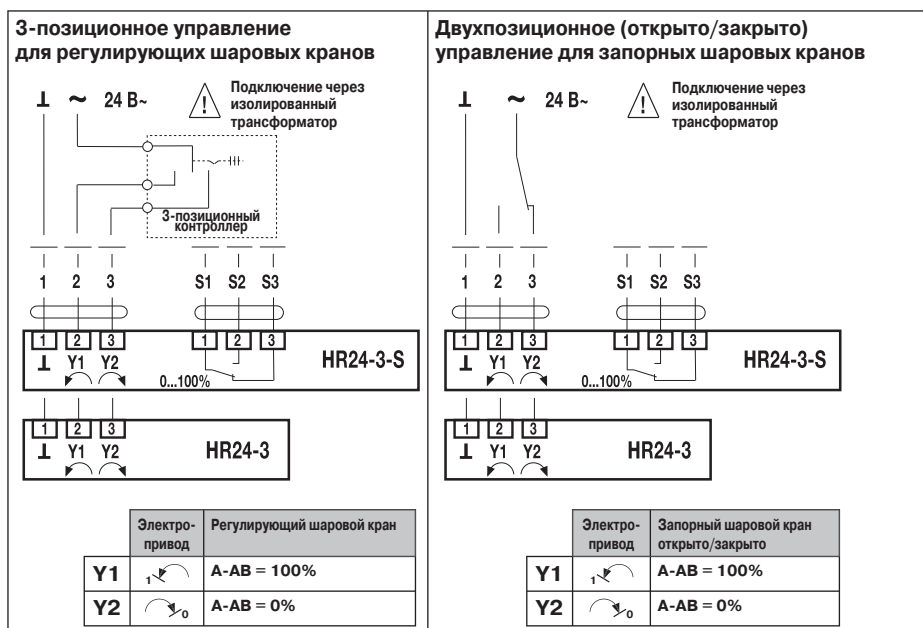 3-позиционное управление
для регулирующих шаровых кранов
⊥ ~ 24 В~
! Подключение через
изолированный
трансформатор
3-позиционный
контроллер
1 2 3 S1 S2 S3
1 2 3 1 2 3
⊥ Y1 Y2 HR24-3-S
0...100%
1 2 3
⊥ Y1 Y2 HR24-3
Электро- Регулирующий шаровой кран
привод
Y1 1 A-AB = 100%
Y2 0 A-AB = 0%
Двухпозиционное (открыто/закрыто)
управление для запорных шаровых кранов
⊥ ~ 24 В~
! Подключение через
изолированный
трансформатор
1 2 3 S1 S2 S3
1 2 3 1 2 3
⊥ Y1 Y2 HR24-3-S
0...100%
1 2 3
⊥ Y1 Y2 HR24-3
Электро- Запорный шаровой кран
привод открыто/закрыто
Y1 1 A-AB = 100%
Y2 0 A-AB = 0%